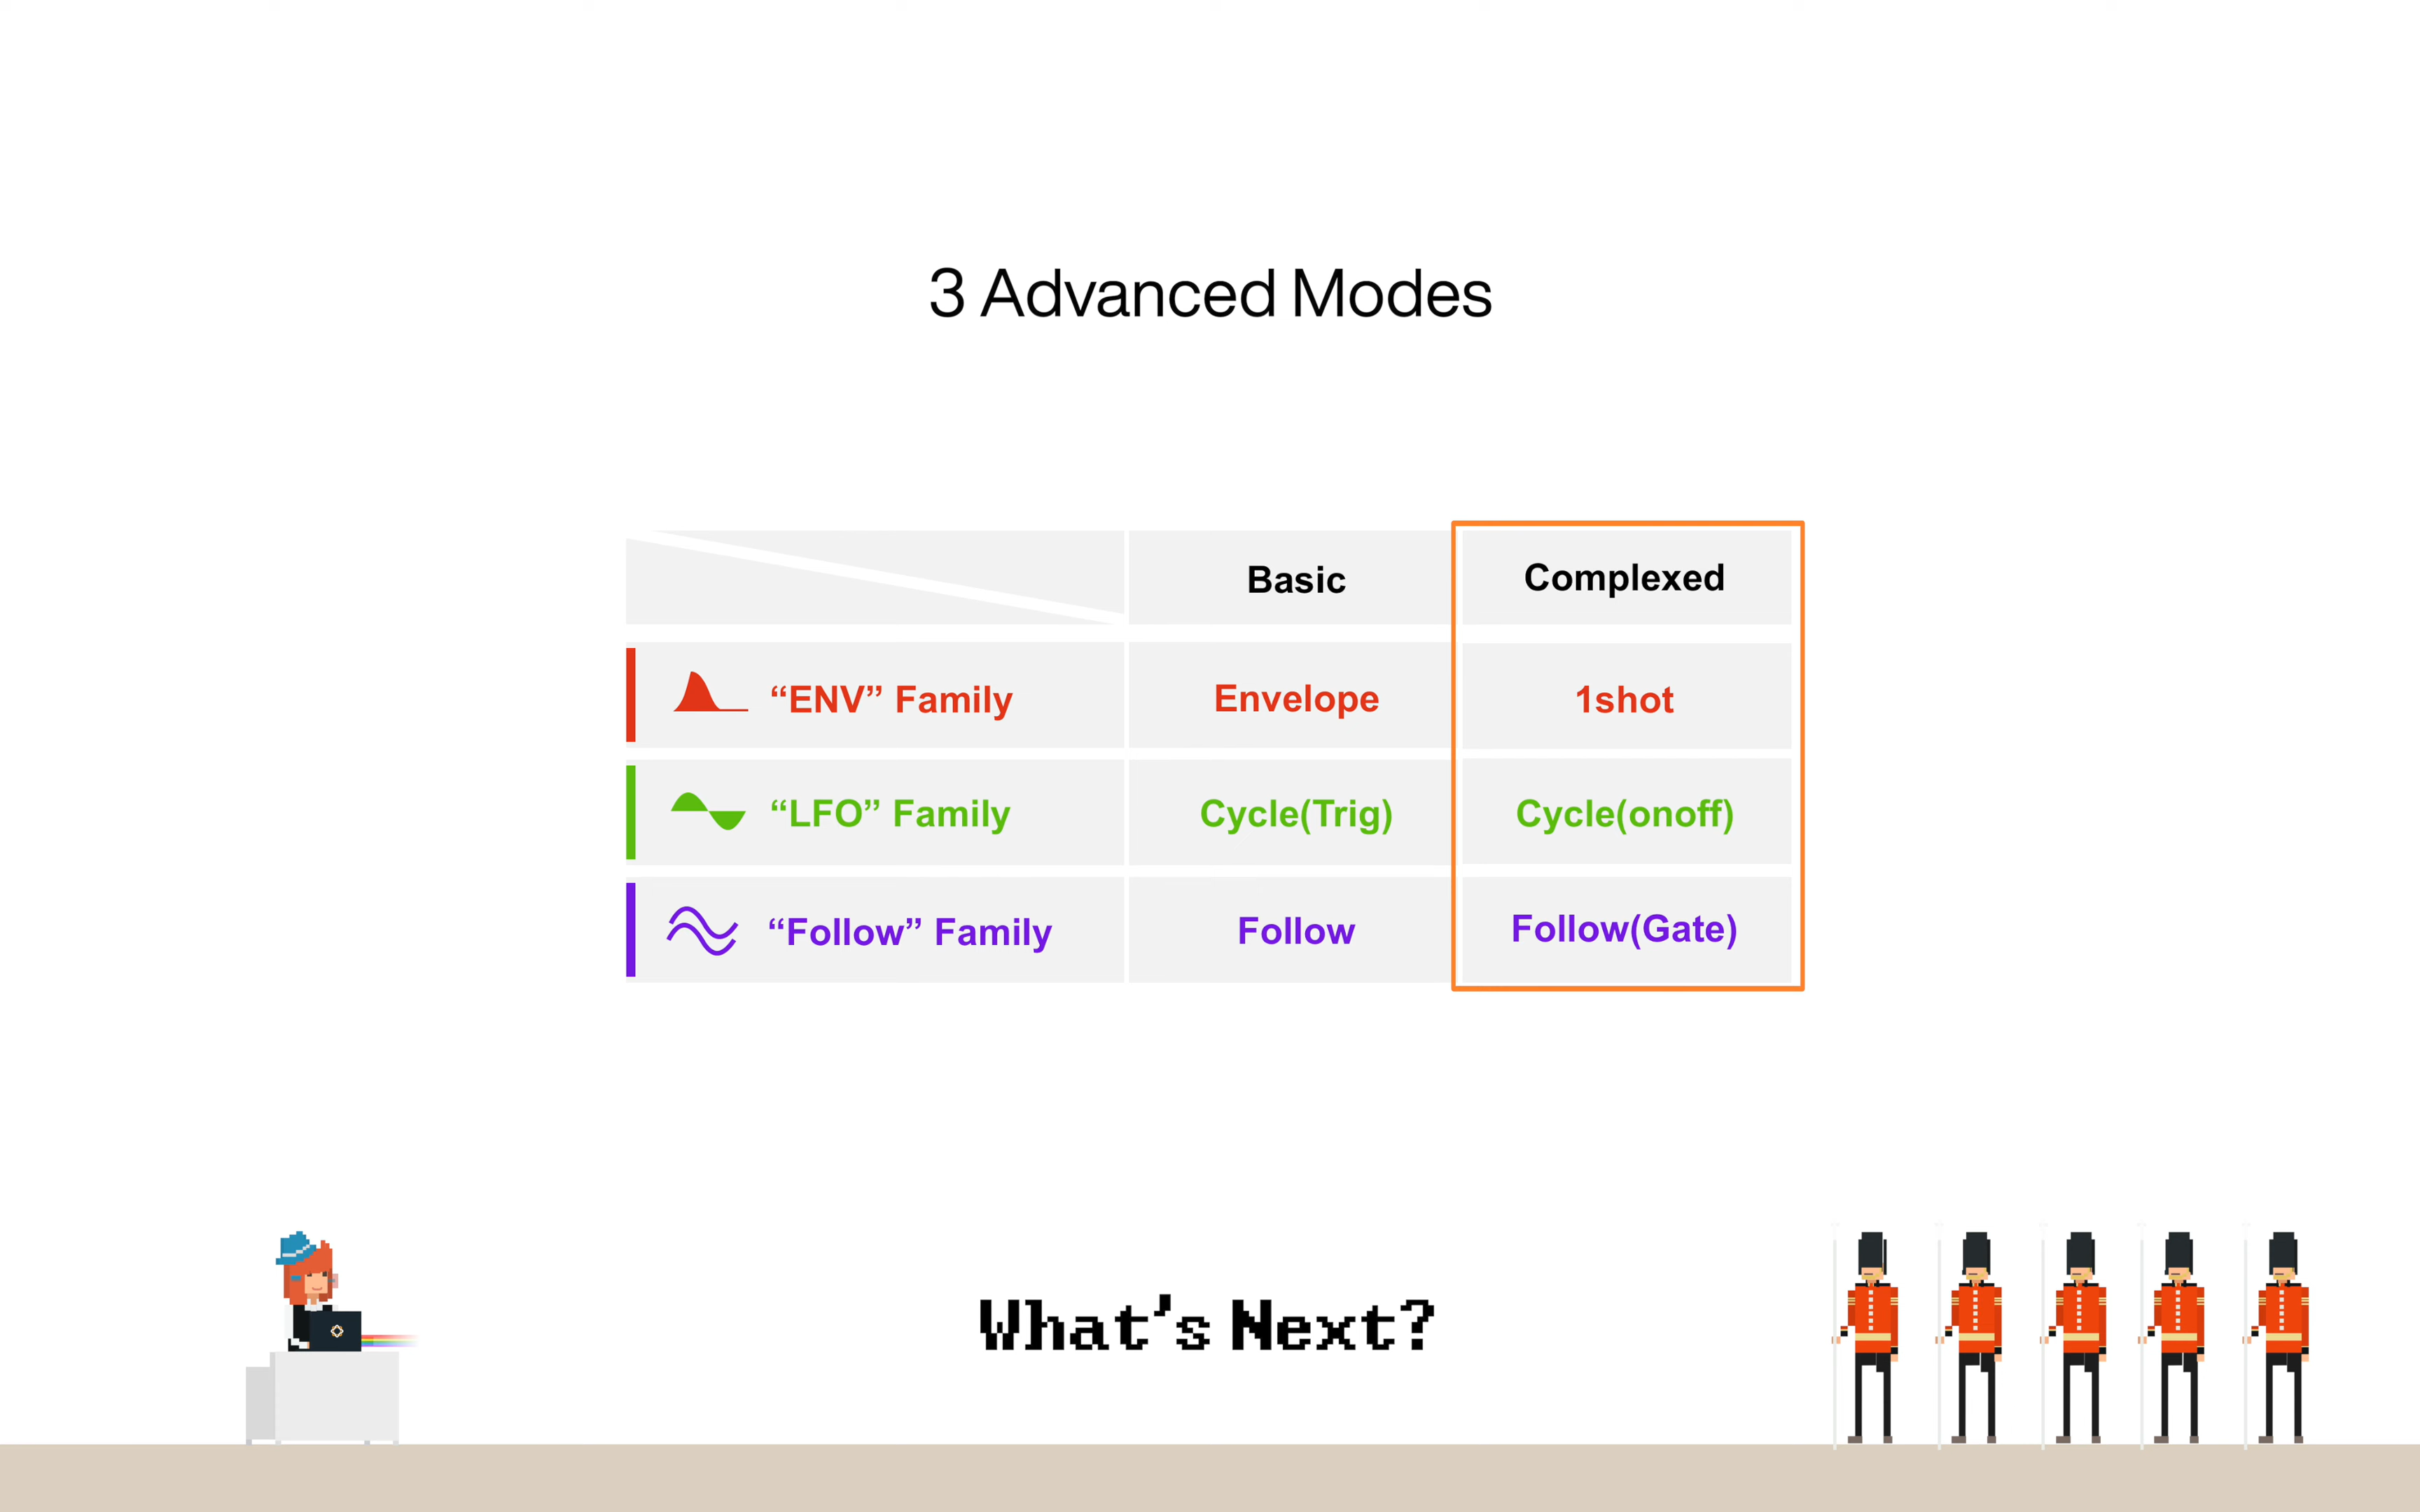 3 Advanced Modes
Basic
Complexed
“ENV” Family
Envelope
1shot
“LFO” Family
Cycle(Trig)
Cycle(onoff)
“Follow” Family
Follow
Follow(Gate)
What's Next?